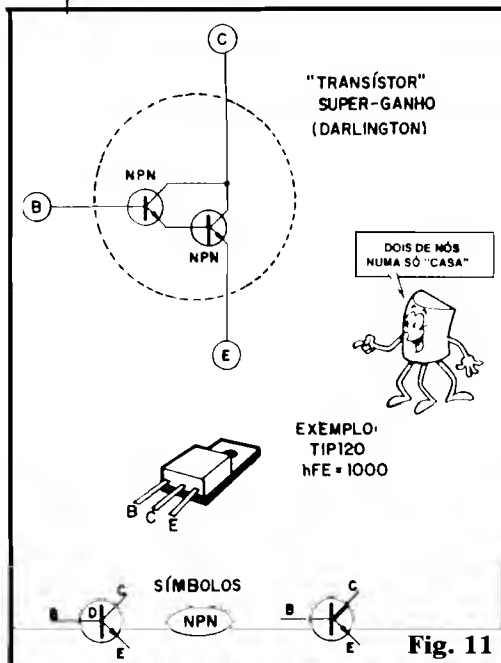 C
"TRANSÍSTOR"
SUPER-GANHO
(DARLINGTON)
NPN
B
NPN
DOIS DE NÓS
NUMA SÓ "CASA"
E
EXEMPLO:
TIP120
hFE = 1000
B
C
E
SÍMBOLOS
C
B
D
E
NPN
C
B
E
Fig. 11